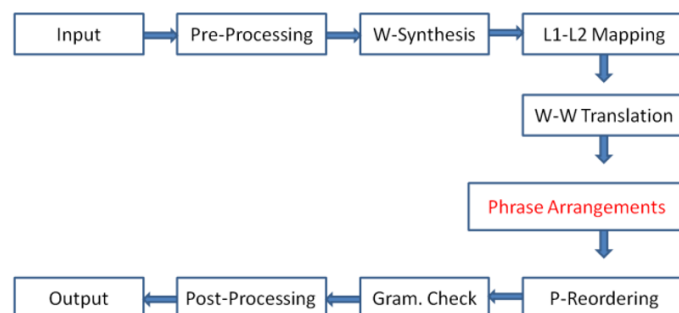 Input
Pre-Processing
W-Synthesis
L1-L2 Mapping
W-W Translation
Phrase Arrangements
P-Reordering
Gram. Check
Post-Processing
Output